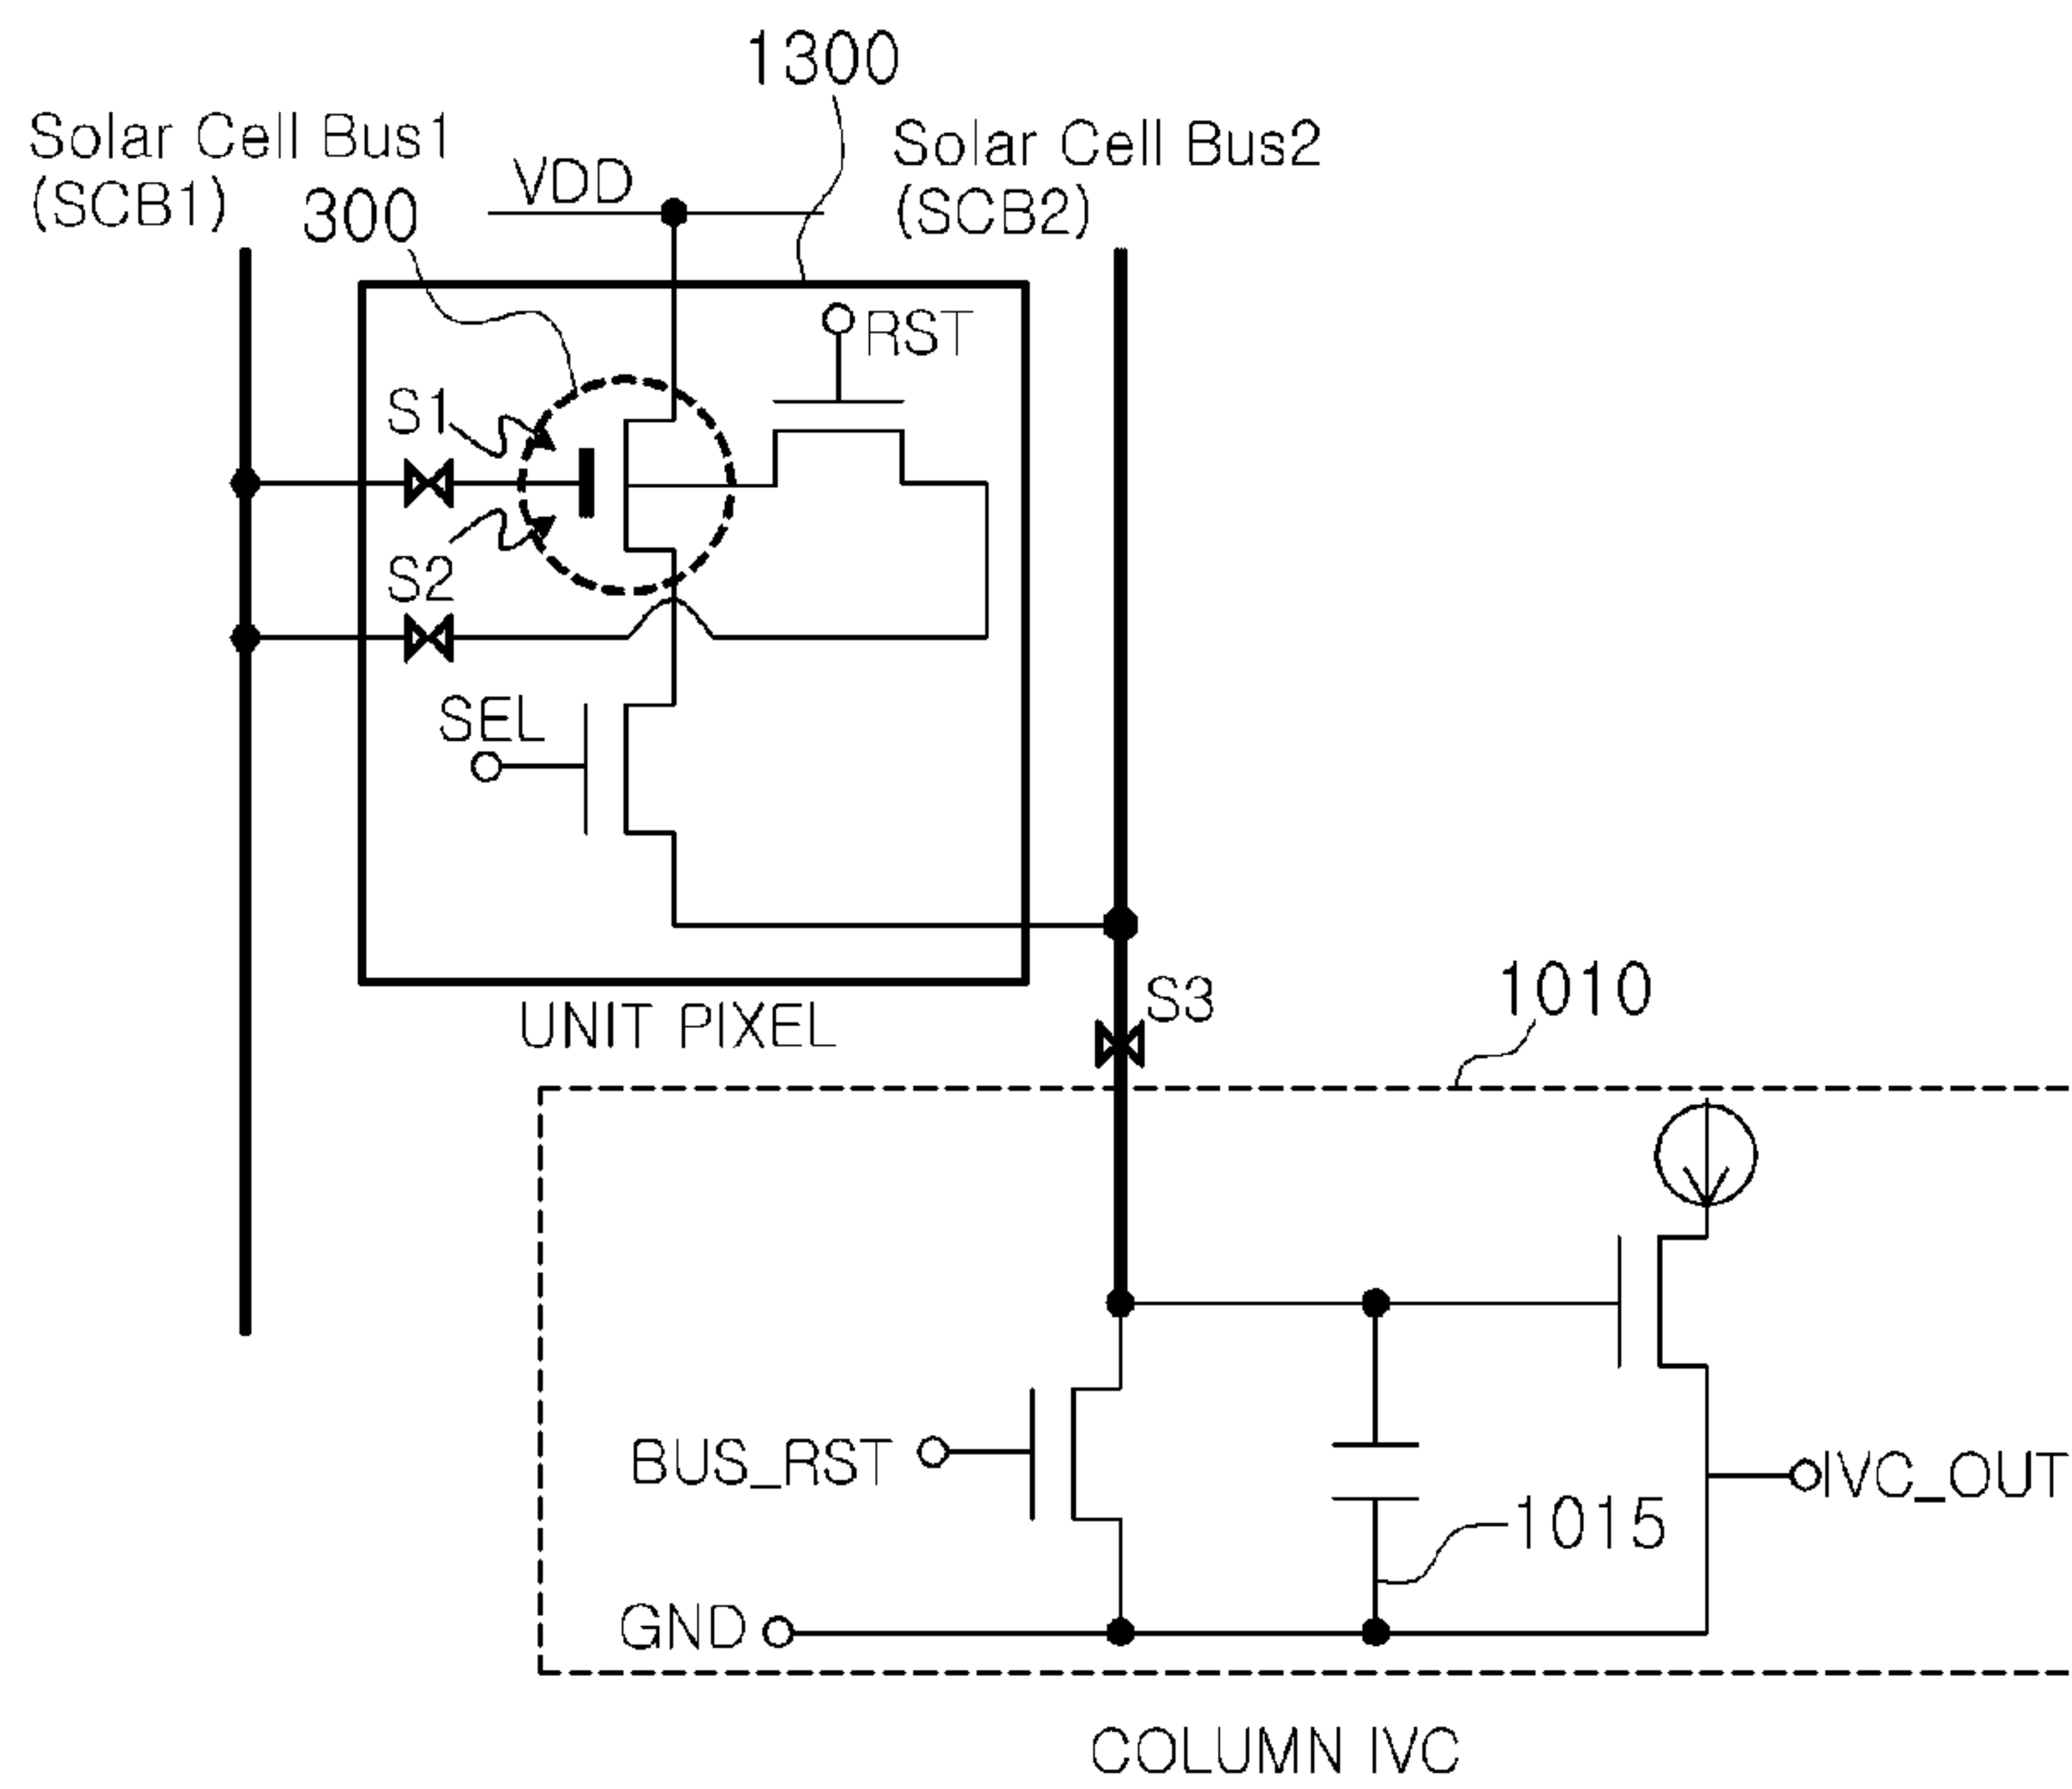 1300
Solar Cell Bus1
(SCB1)
300
VDD
Solar Cell Bus2
(SCB2)
RST
S1
S2
SEL
UNIT PIXEL
S3
1010
BUS_RST
IVC_OUT
1015
GND
COLUMN IVC